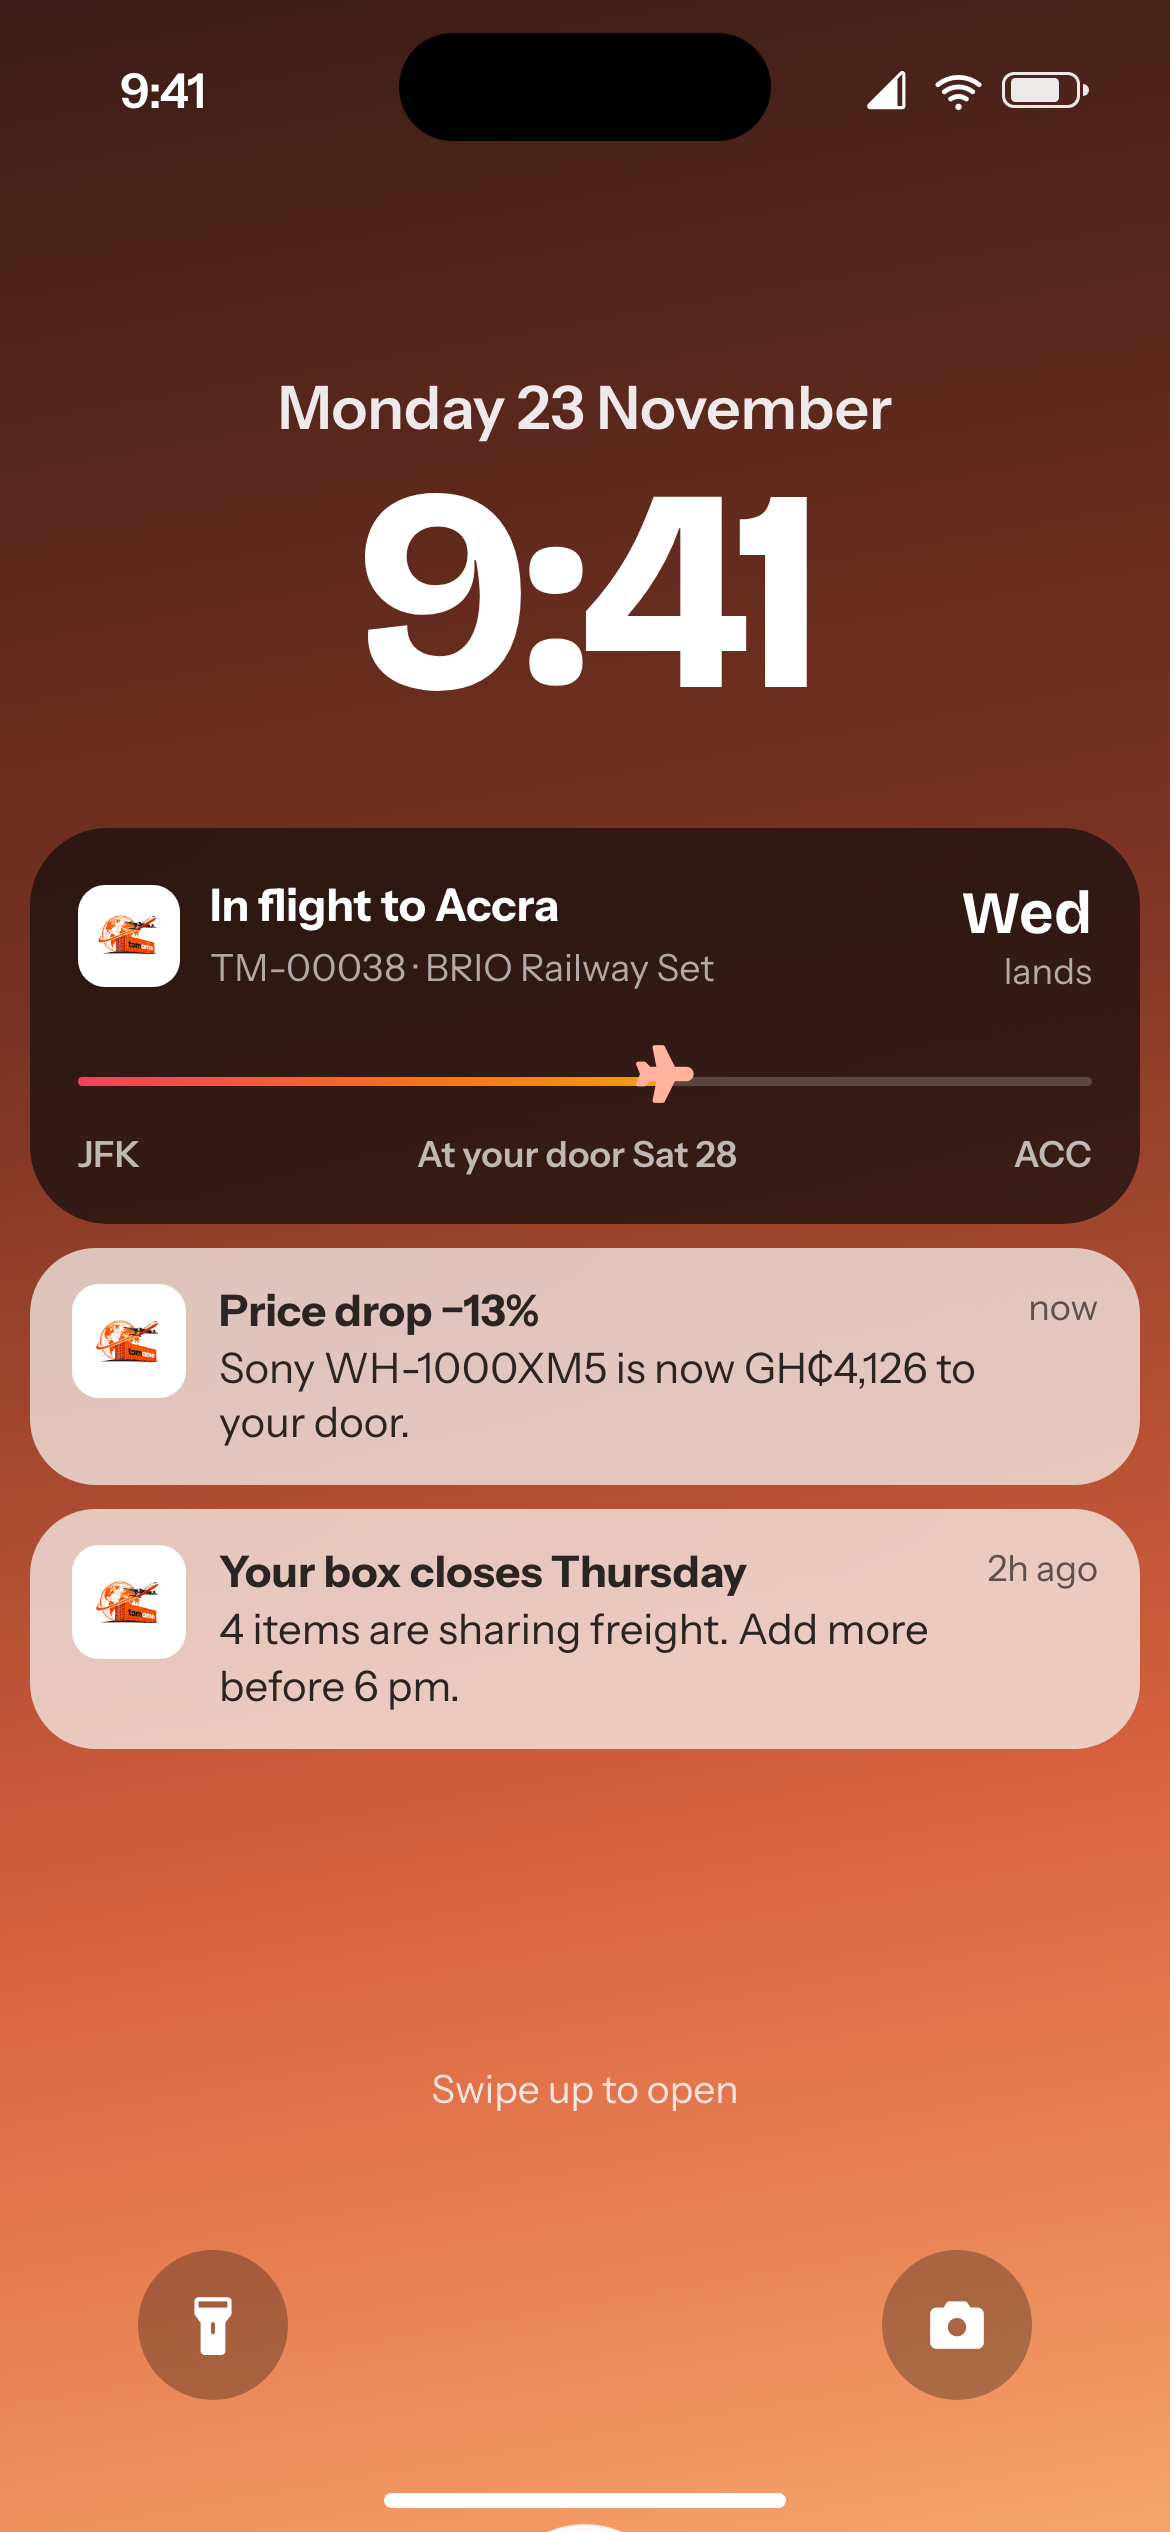 9:41
Monday 23 November
9:41
In flight to Accra
Wed
TM-00038 · BRIO Railway Set
lands
JFK
At your door Sat 28
ACC
Price drop −13%
now
Sony WH-1000XM5 is now GH₵4,126 to
your door.
Your box closes Thursday
2h ago
4 items are sharing freight. Add more
before 6 pm.
Swipe up to open